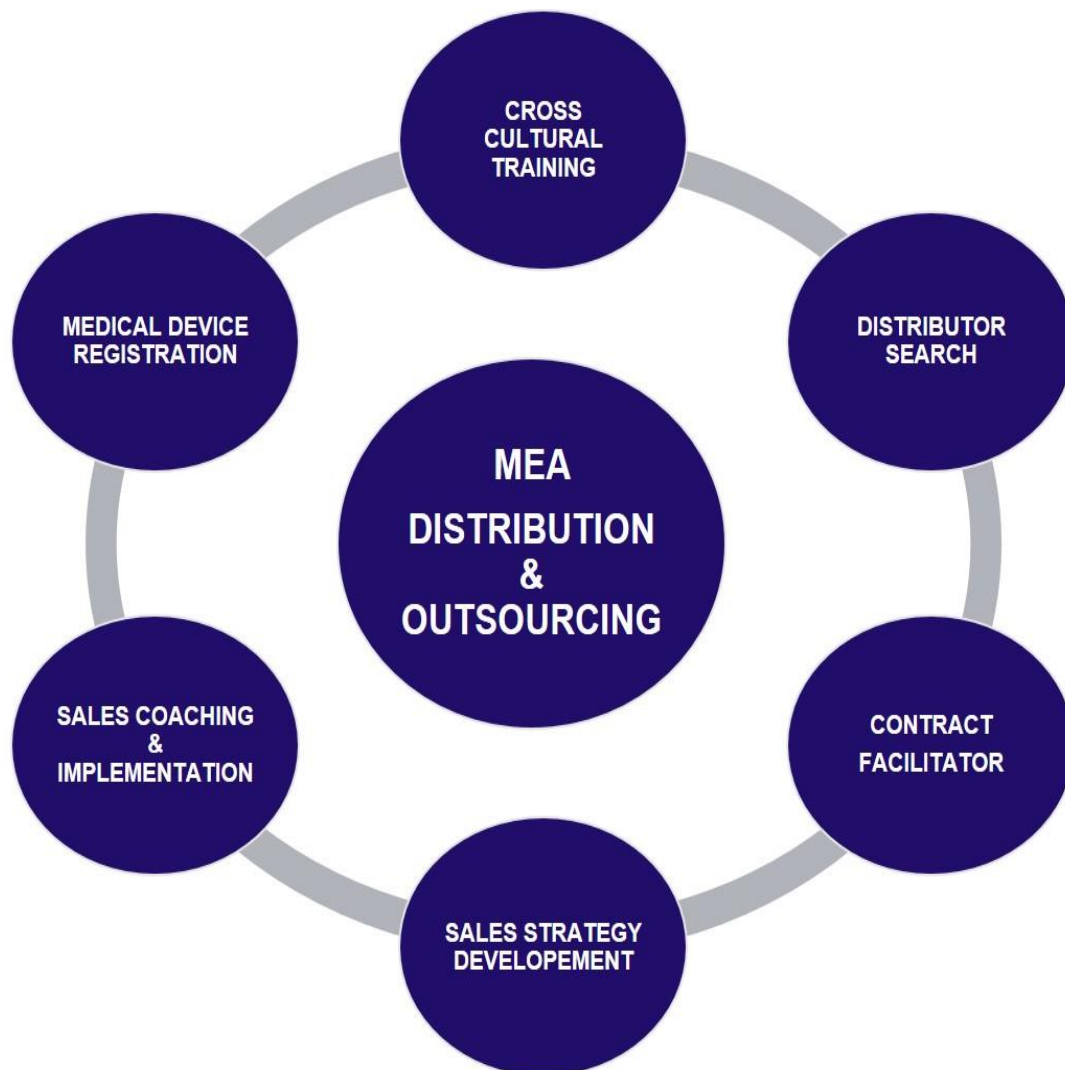 CROSS
CULTURAL
TRAINING
MEDICAL DEVICE
REGISTRATION
DISTRIBUTOR
SEARCH
MEA
DISTRIBUTION
&
OUTSOURCING
SALES COACHING
&
IMPLEMENTATION
CONTRACT
FACILITATOR
SALES STRATEGY
DEVELOPEMENT